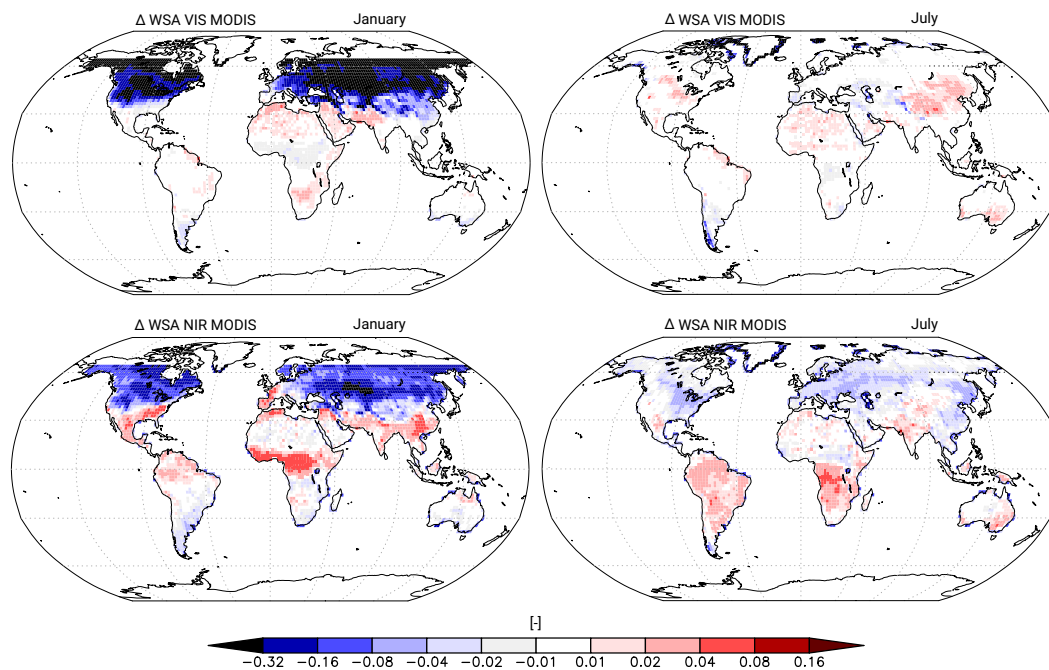 Δ WSA VIS MODIS January
Δ WSA VIS MODIS July
Δ WSA NIR MODIS January
Δ WSA NIR MODIS July
[-]
−0.32 −0.16 −0.08 −0.04 −0.02 −0.01 0.01 0.02 0.04 0.08 0.16